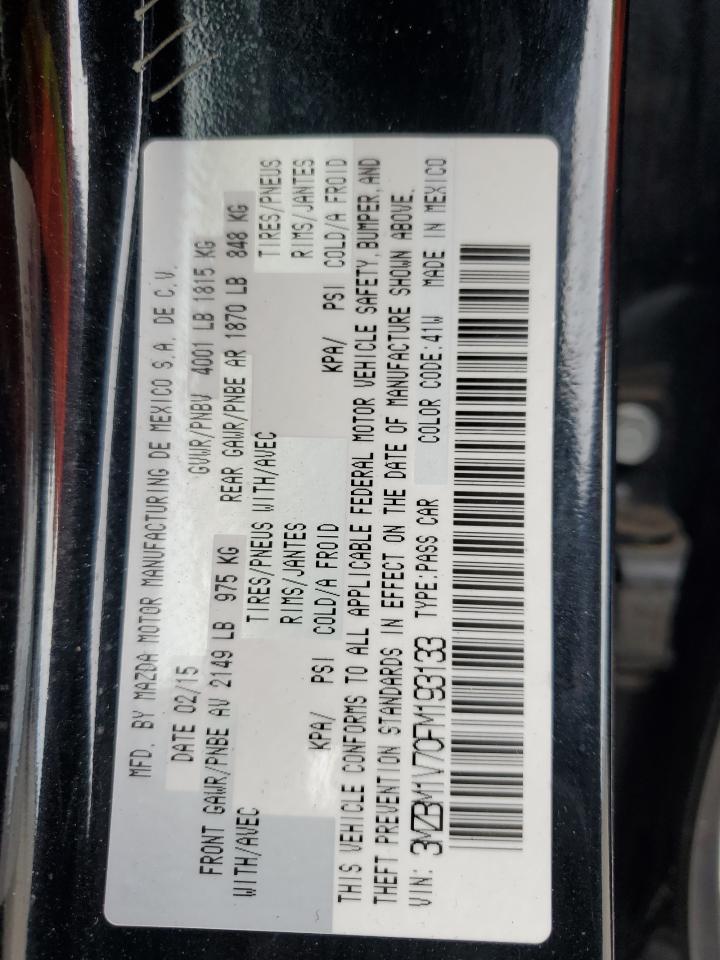 MFD. BY MAZDA MOTOR MANUFACTURING DE MEXICO S.A. DE C.V.
DATE 02/15 GVWR/PNBV 4001 LB 1815 KG
FRONT GAWR/PNBE AV 2149 LB 975 KG REAR GAWR/PNBE AR 1870 LB 848 KG
WITH/AVEC TIRES/PNEUS WITH/AVEC TIRES/PNEUS
RIMS/JANTES RIMS/JANTES
KPA/ PSI COLD/A FROID KPA/ PSI COLD/A FROID
THIS VEHICLE CONFORMS TO ALL APPLICABLE FEDERAL MOTOR VEHICLE SAFETY, BUMPER, AND
THEFT PREVENTION STANDARDS IN EFFECT ON THE DATE OF MANUFACTURE SHOWN ABOVE.
VIN: 3MZBM1V70FM193133 TYPE:PASS CAR COLOR CODE:41W MADE IN MEXICO